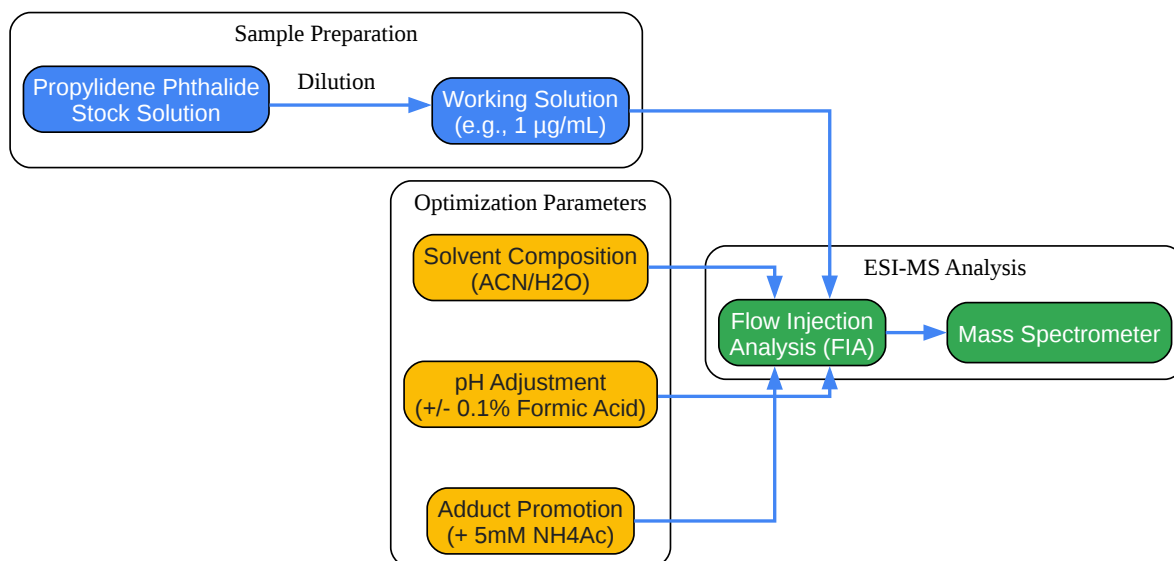 Sample Preparation
Propylidene Phthalide
Stock Solution
Dilution
Working Solution
(e.g., 1 µg/mL)
Optimization Parameters
Solvent Composition
(ACN/H2O)
pH Adjustment
(+/- 0.1% Formic Acid)
Adduct Promotion
(+ 5mM NH4Ac)
ESI-MS Analysis
Flow Injection
Analysis (FIA)
Mass Spectrometer